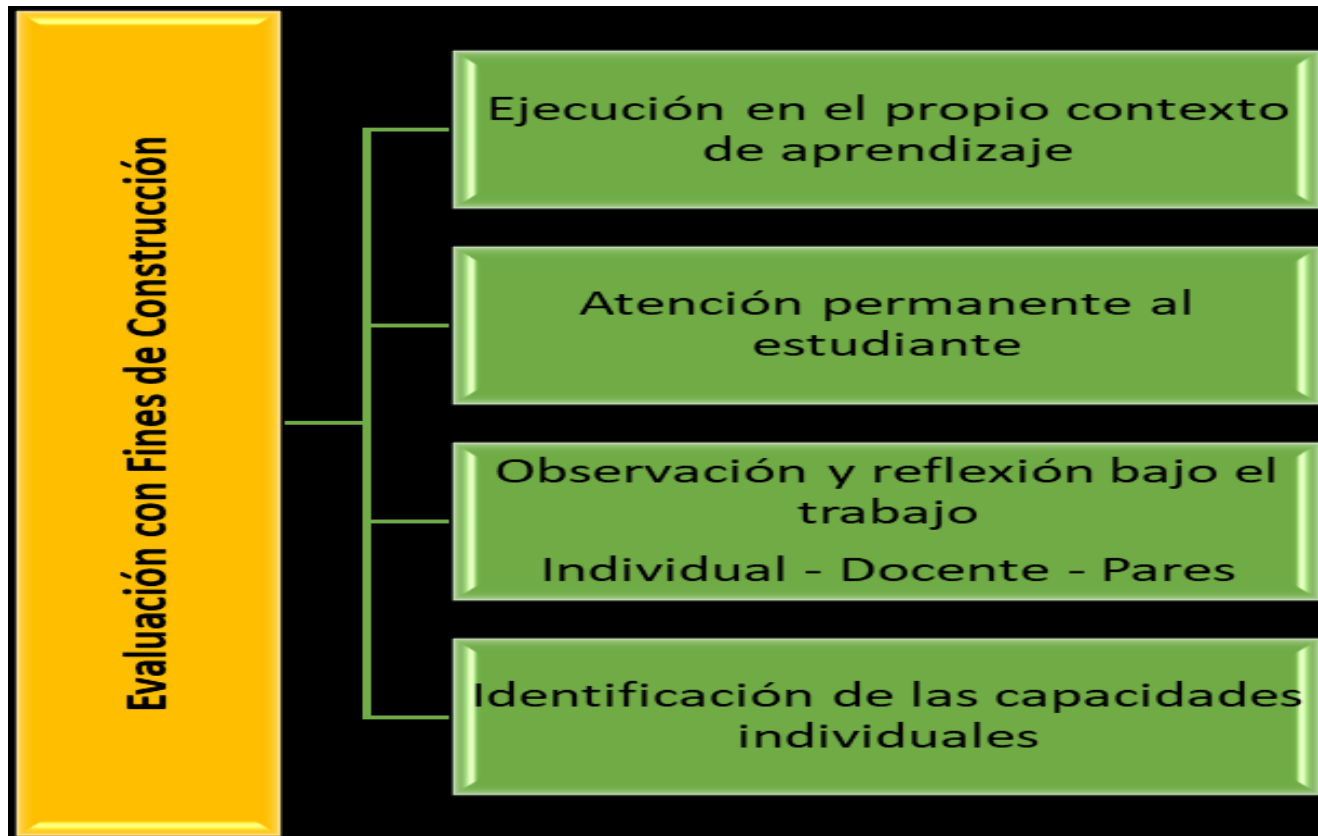 Evaluación con Fines de Construcción
Ejecución en el propio contexto
de aprendizaje
Atención permanente al
estudiante
Observación y reflexión bajo el
trabajo
Individual - Docente - Pares
Identificación de las capacidades
individuales